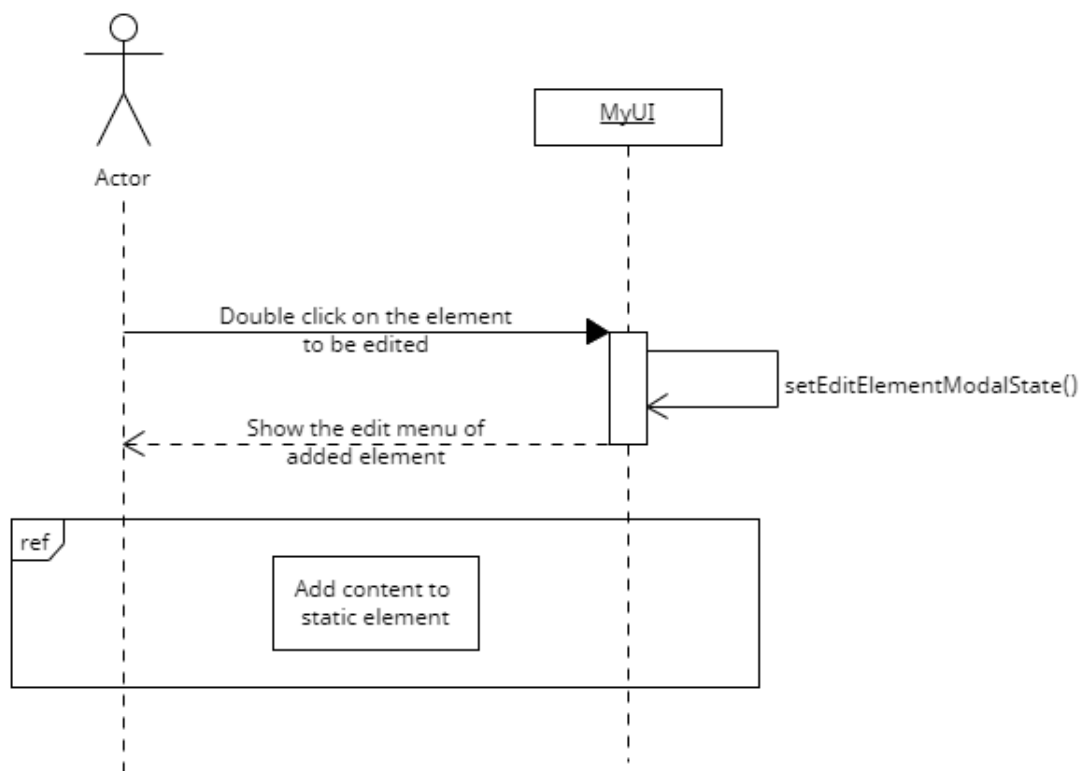 MyUI
Actor
Double click on the element
to be edited
setEditElementModalState()
Show the edit menu of
added element
ref
Add content to
static element